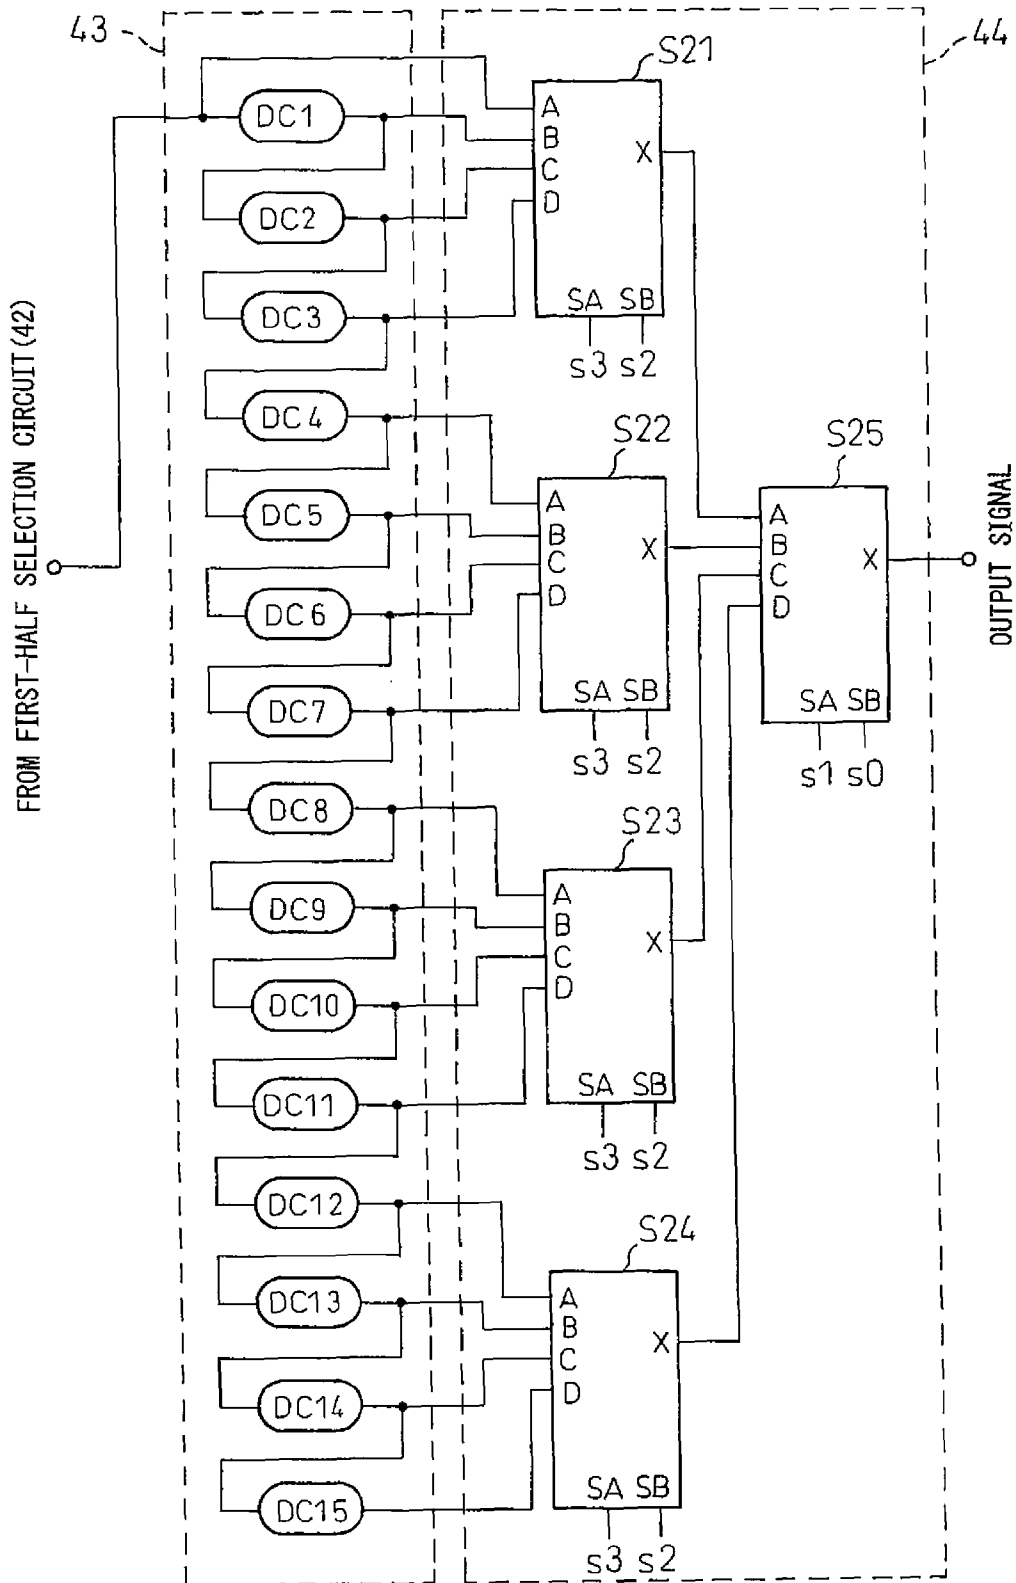 43
44
S21
DC1
A
B
C
D
X
DC2
DC3
SA SB
s3 s2
DC4
S22
S25
DC5
A
B
C
D
X
A
B
C
D
X
DC6
DC7
SA SB
s3 s2
SA SB
s1 s0
FROM FIRST-HALF SELECTION CIRCUIT(42)
OUTPUT SIGNAL
DC8
S23
DC9
A
B
C
D
X
DC10
DC11
SA SB
s3 s2
DC12
S24
DC13
A
B
C
D
X
DC14
DC15
SA SB
s3 s2